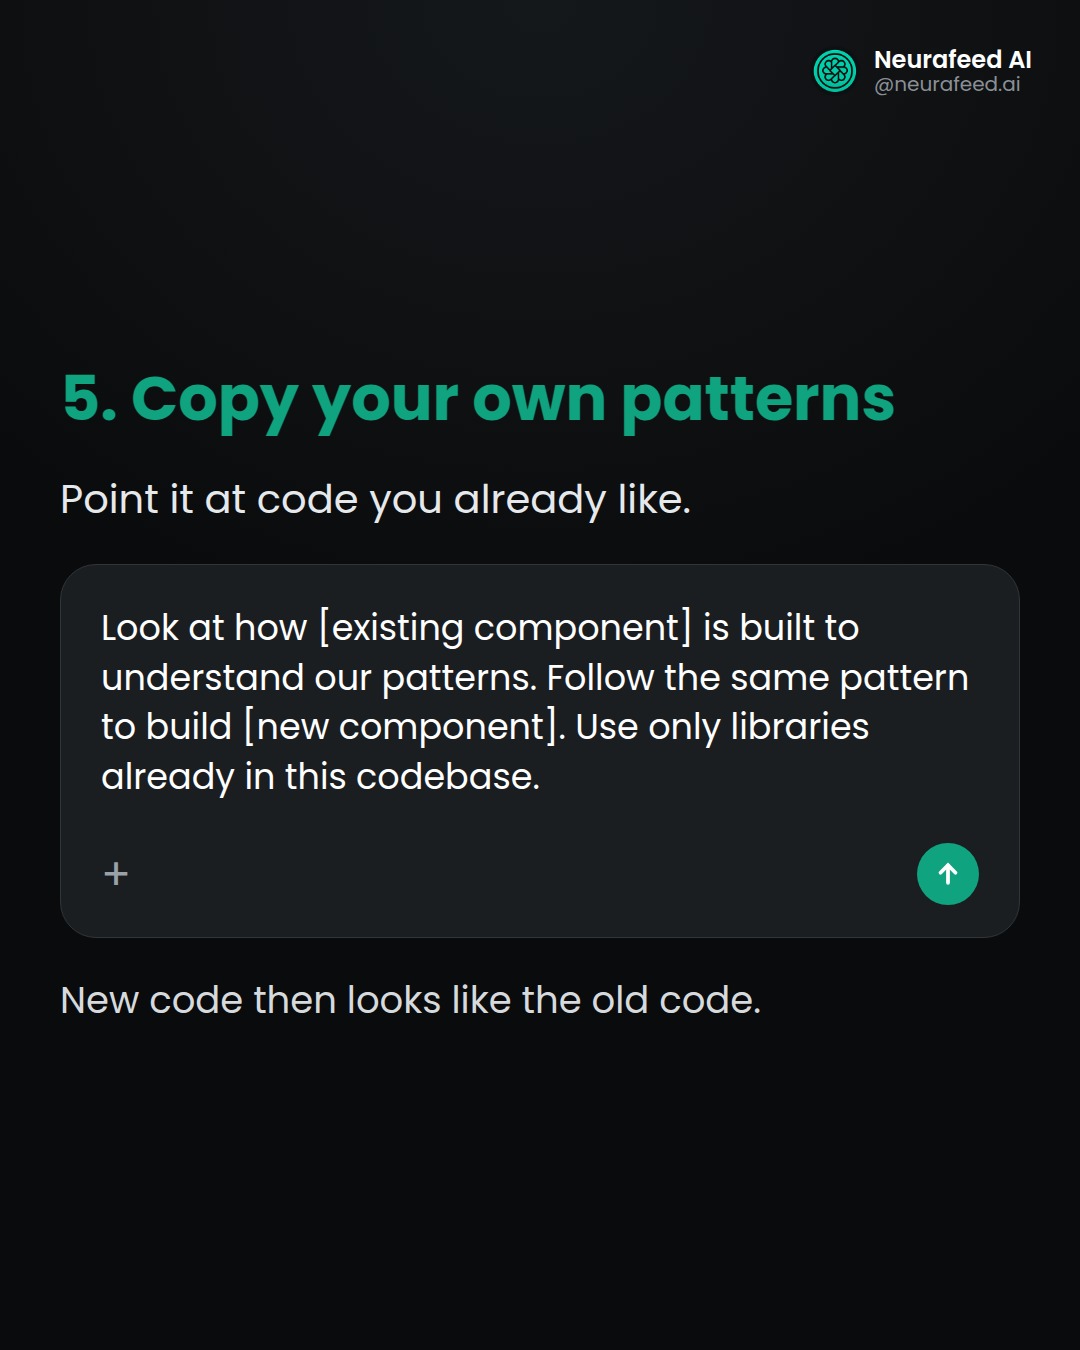 Neurafeed AI
@neurafeed.ai
5. Copy your own patterns
Point it at code you already like.
Look at how [existing component] is built to
understand our patterns. Follow the same pattern
to build [new component]. Use only libraries
already in this codebase.
+
New code then looks like the old code.